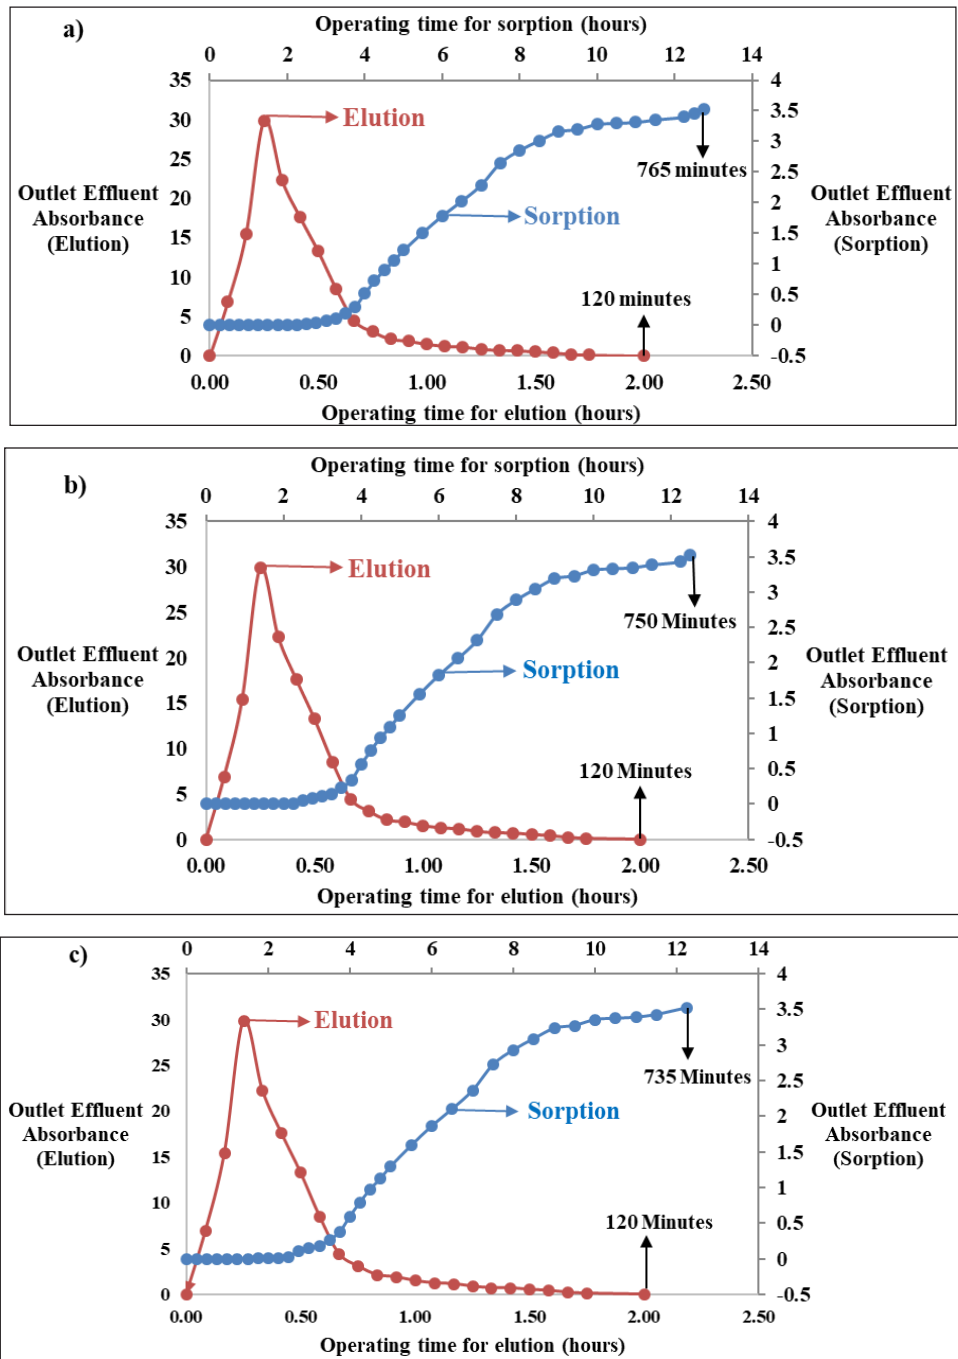 a)
Operating time for sorption (hours)
0 2 4 6 8 10 12 14
35
30
25
20
15
10
5
0
4
3.5
3
2.5
2
1.5
1
0.5
0
-0.5
Elution
765 minutes
Outlet Effluent
Absorbance
(Elution)
Sorption
Outlet Effluent
Absorbance
(Sorption)
120 minutes
0.00 0.50 1.00 1.50 2.00 2.50
Operating time for elution (hours)
b)
Operating time for sorption (hours)
0 2 4 6 8 10 12 14
35
30
25
20
15
10
5
0
4
3.5
3
2.5
2
1.5
1
0.5
0
-0.5
Elution
750 Minutes
Outlet Effluent
Absorbance
(Elution)
Sorption
Outlet Effluent
Absorbance
(Sorption)
120 Minutes
0.00 0.50 1.00 1.50 2.00 2.50
Operating time for elution (hours)
c)
0 2 4 6 8 10 12 14
35
30
25
20
15
10
5
0
4
3.5
3
2.5
2
1.5
1
0.5
0
-0.5
Elution
735 Minutes
Outlet Effluent
Absorbance
(Elution)
Sorption
Outlet Effluent
Absorbance
(Sorption)
120 Minutes
0.00 0.50 1.00 1.50 2.00 2.50
Operating time for elution (hours)